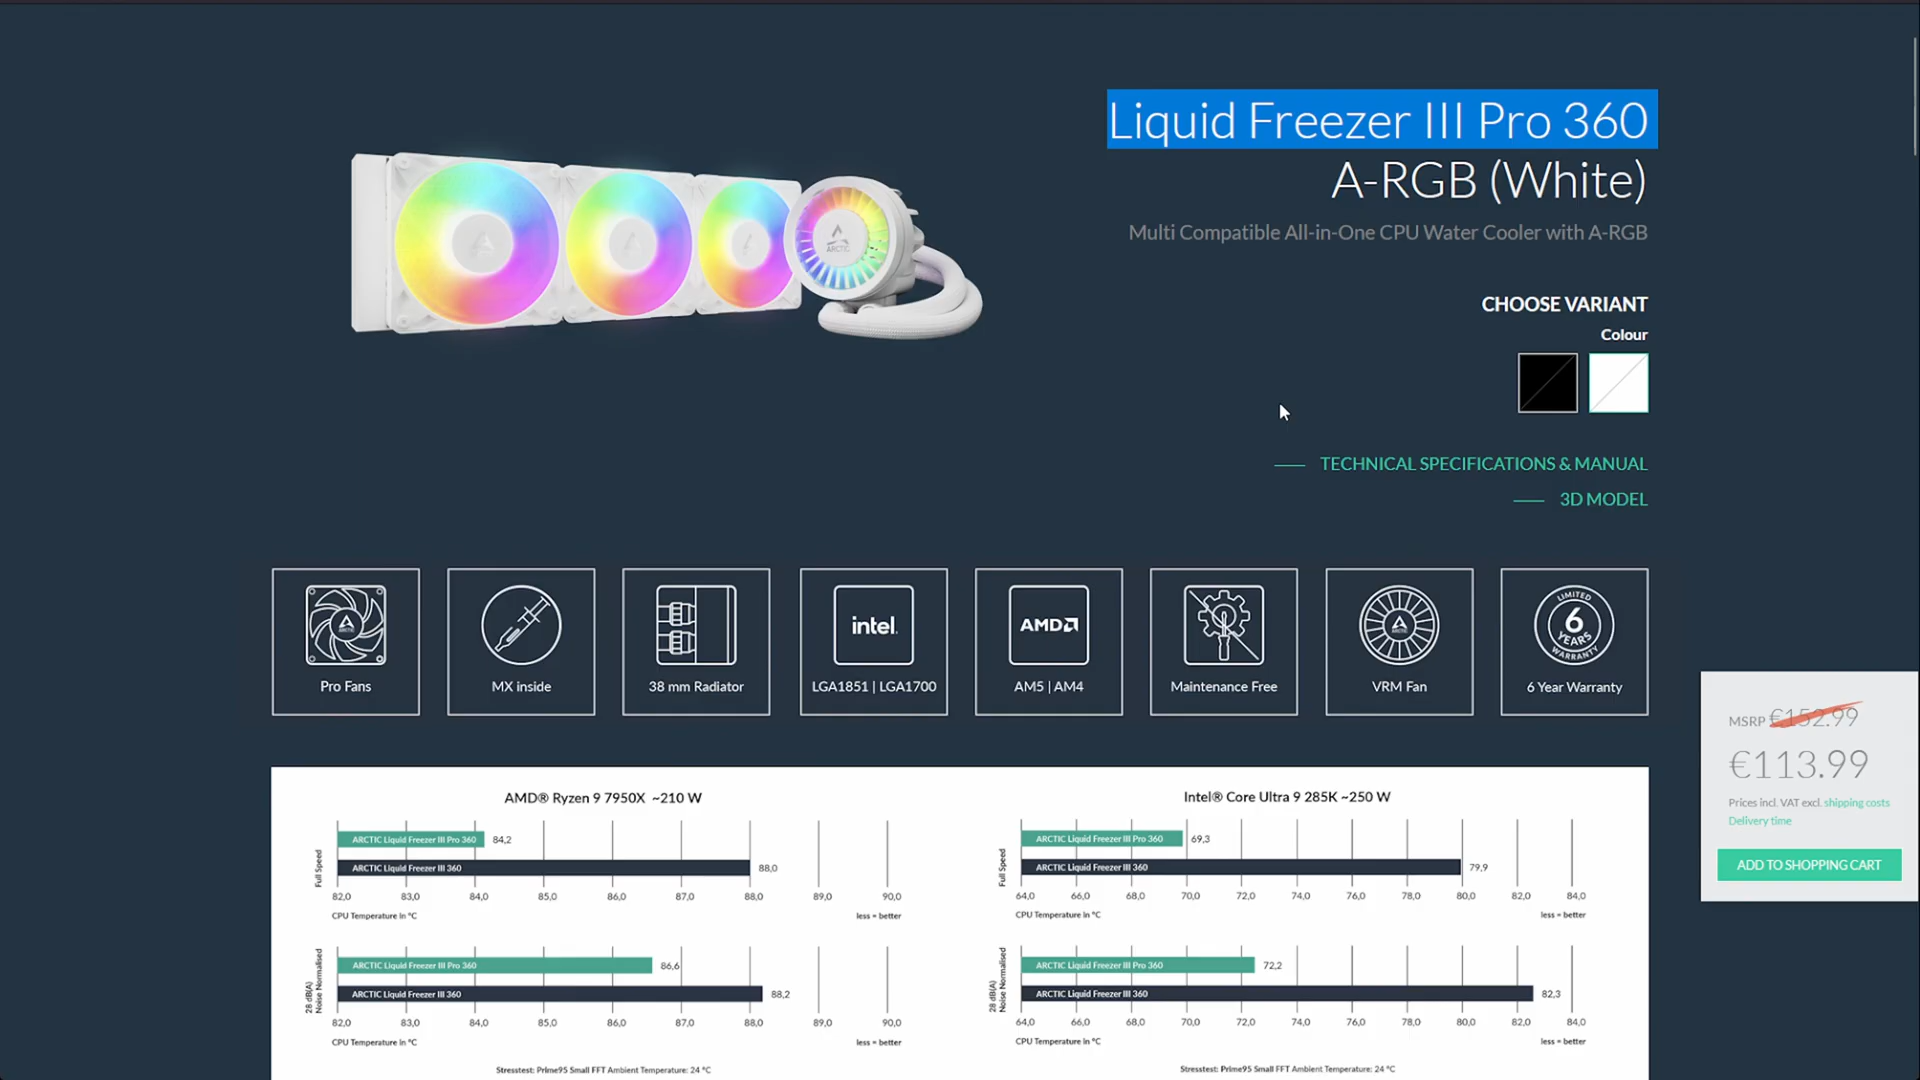 Liquid Freezer III Pro 360
A-RGB (White)
Multi Compatible All-in-One CPU Water Cooler with A-RGB
CHOOSE VARIANT
Colour
TECHNICAL SPECIFICATIONS & MANUAL
3D MODEL
ARCTIC
Pro Fans
MX inside
38 mm Radiator
intel.
LGA1851 | LGA1700
AMD
AM5 | AM4
Maintenance Free
ARCTIC
VRM Fan
LIMITED
6
YEARS
WARRANTY
6 Year Warranty
MSRP €152.99
€113.99
Prices incl. VAT excl. shipping costs
Delivery time
ADD TO SHOPPING CART
AMD® Ryzen 9 7950X ~210 W
Full Speed
ARCTIC Liquid Freezer III Pro 360 84,2
ARCTIC Liquid Freezer III 360 88,0
82,0 83,0 84,0 85,0 86,0 87,0 88,0 89,0 90,0
CPU Temperature in °C less = better
28 dB(A)
Noise Normalised
ARCTIC Liquid Freezer III Pro 360 86,6
ARCTIC Liquid Freezer III 360 88,2
82,0 83,0 84,0 85,0 86,0 87,0 88,0 89,0 90,0
CPU Temperature in °C less = better
Stresstest: Prime95 Small FFT Ambient Temperature: 24 °C
Intel® Core Ultra 9 285K ~250 W
Full Speed
ARCTIC Liquid Freezer III Pro 360 69,3
ARCTIC Liquid Freezer III 360 79,9
64,0 66,0 68,0 70,0 72,0 74,0 76,0 78,0 80,0 82,0 84,0
CPU Temperature in °C less = better
28 dB(A)
Noise Normalised
ARCTIC Liquid Freezer III Pro 360 72,2
ARCTIC Liquid Freezer III 360 82,3
64,0 66,0 68,0 70,0 72,0 74,0 76,0 78,0 80,0 82,0 84,0
CPU Temperature in °C less = better
Stresstest: Prime95 Small FFT Ambient Temperature: 24 °C